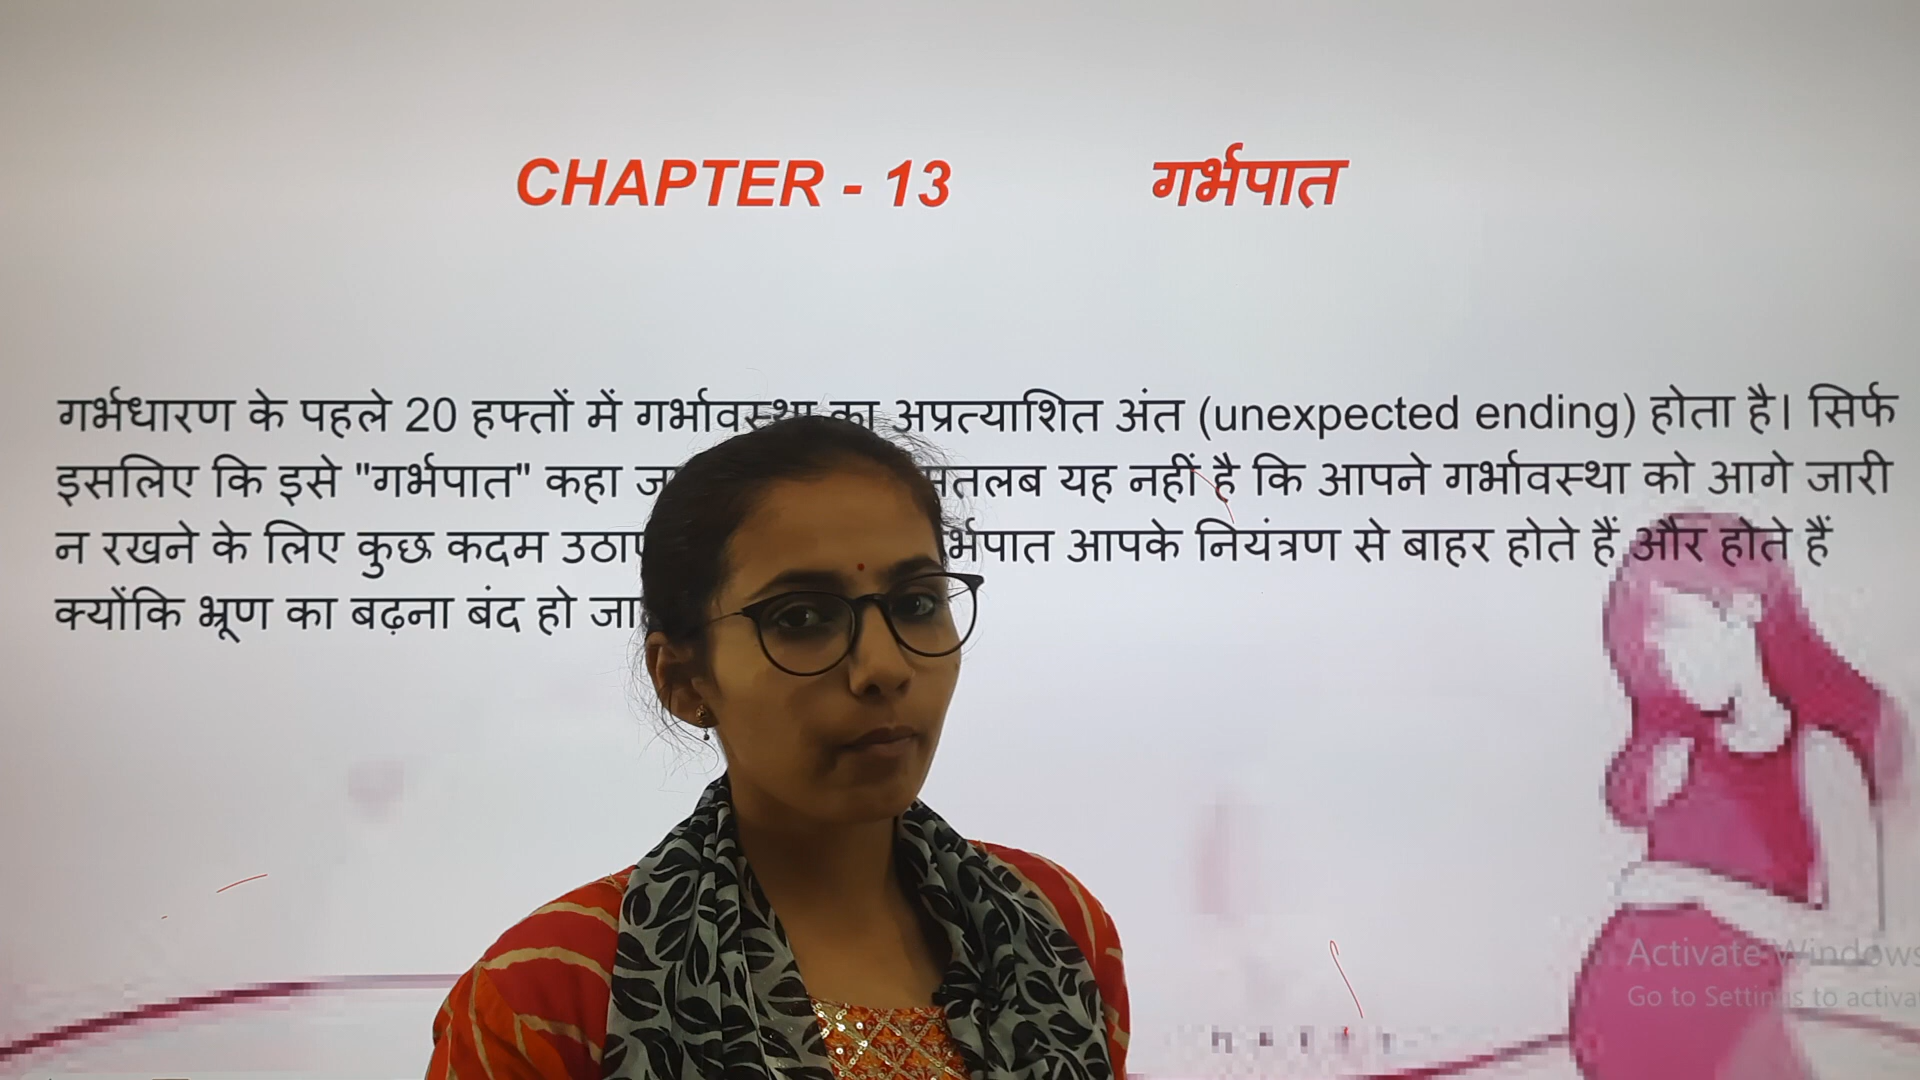 CHAPTER - 13 गर्भपात
गर्भधारण के पहले 20 हफ्तों में गर्भावस्था का अप्रत्याशित अंत (unexpected ending) होता है। सिर्फ
इसलिए कि इसे "गर्भपात" कहा यह नहीं है कि आपने गर्भावस्था को आगे जारी
न रखने के लिए कुछ कदम आपके नियंत्रण से बाहर होते हैं और होते हैं
क्योंकि भ्रूण का बढ़ना बंद हो
Activate Windows
Go to Settings to